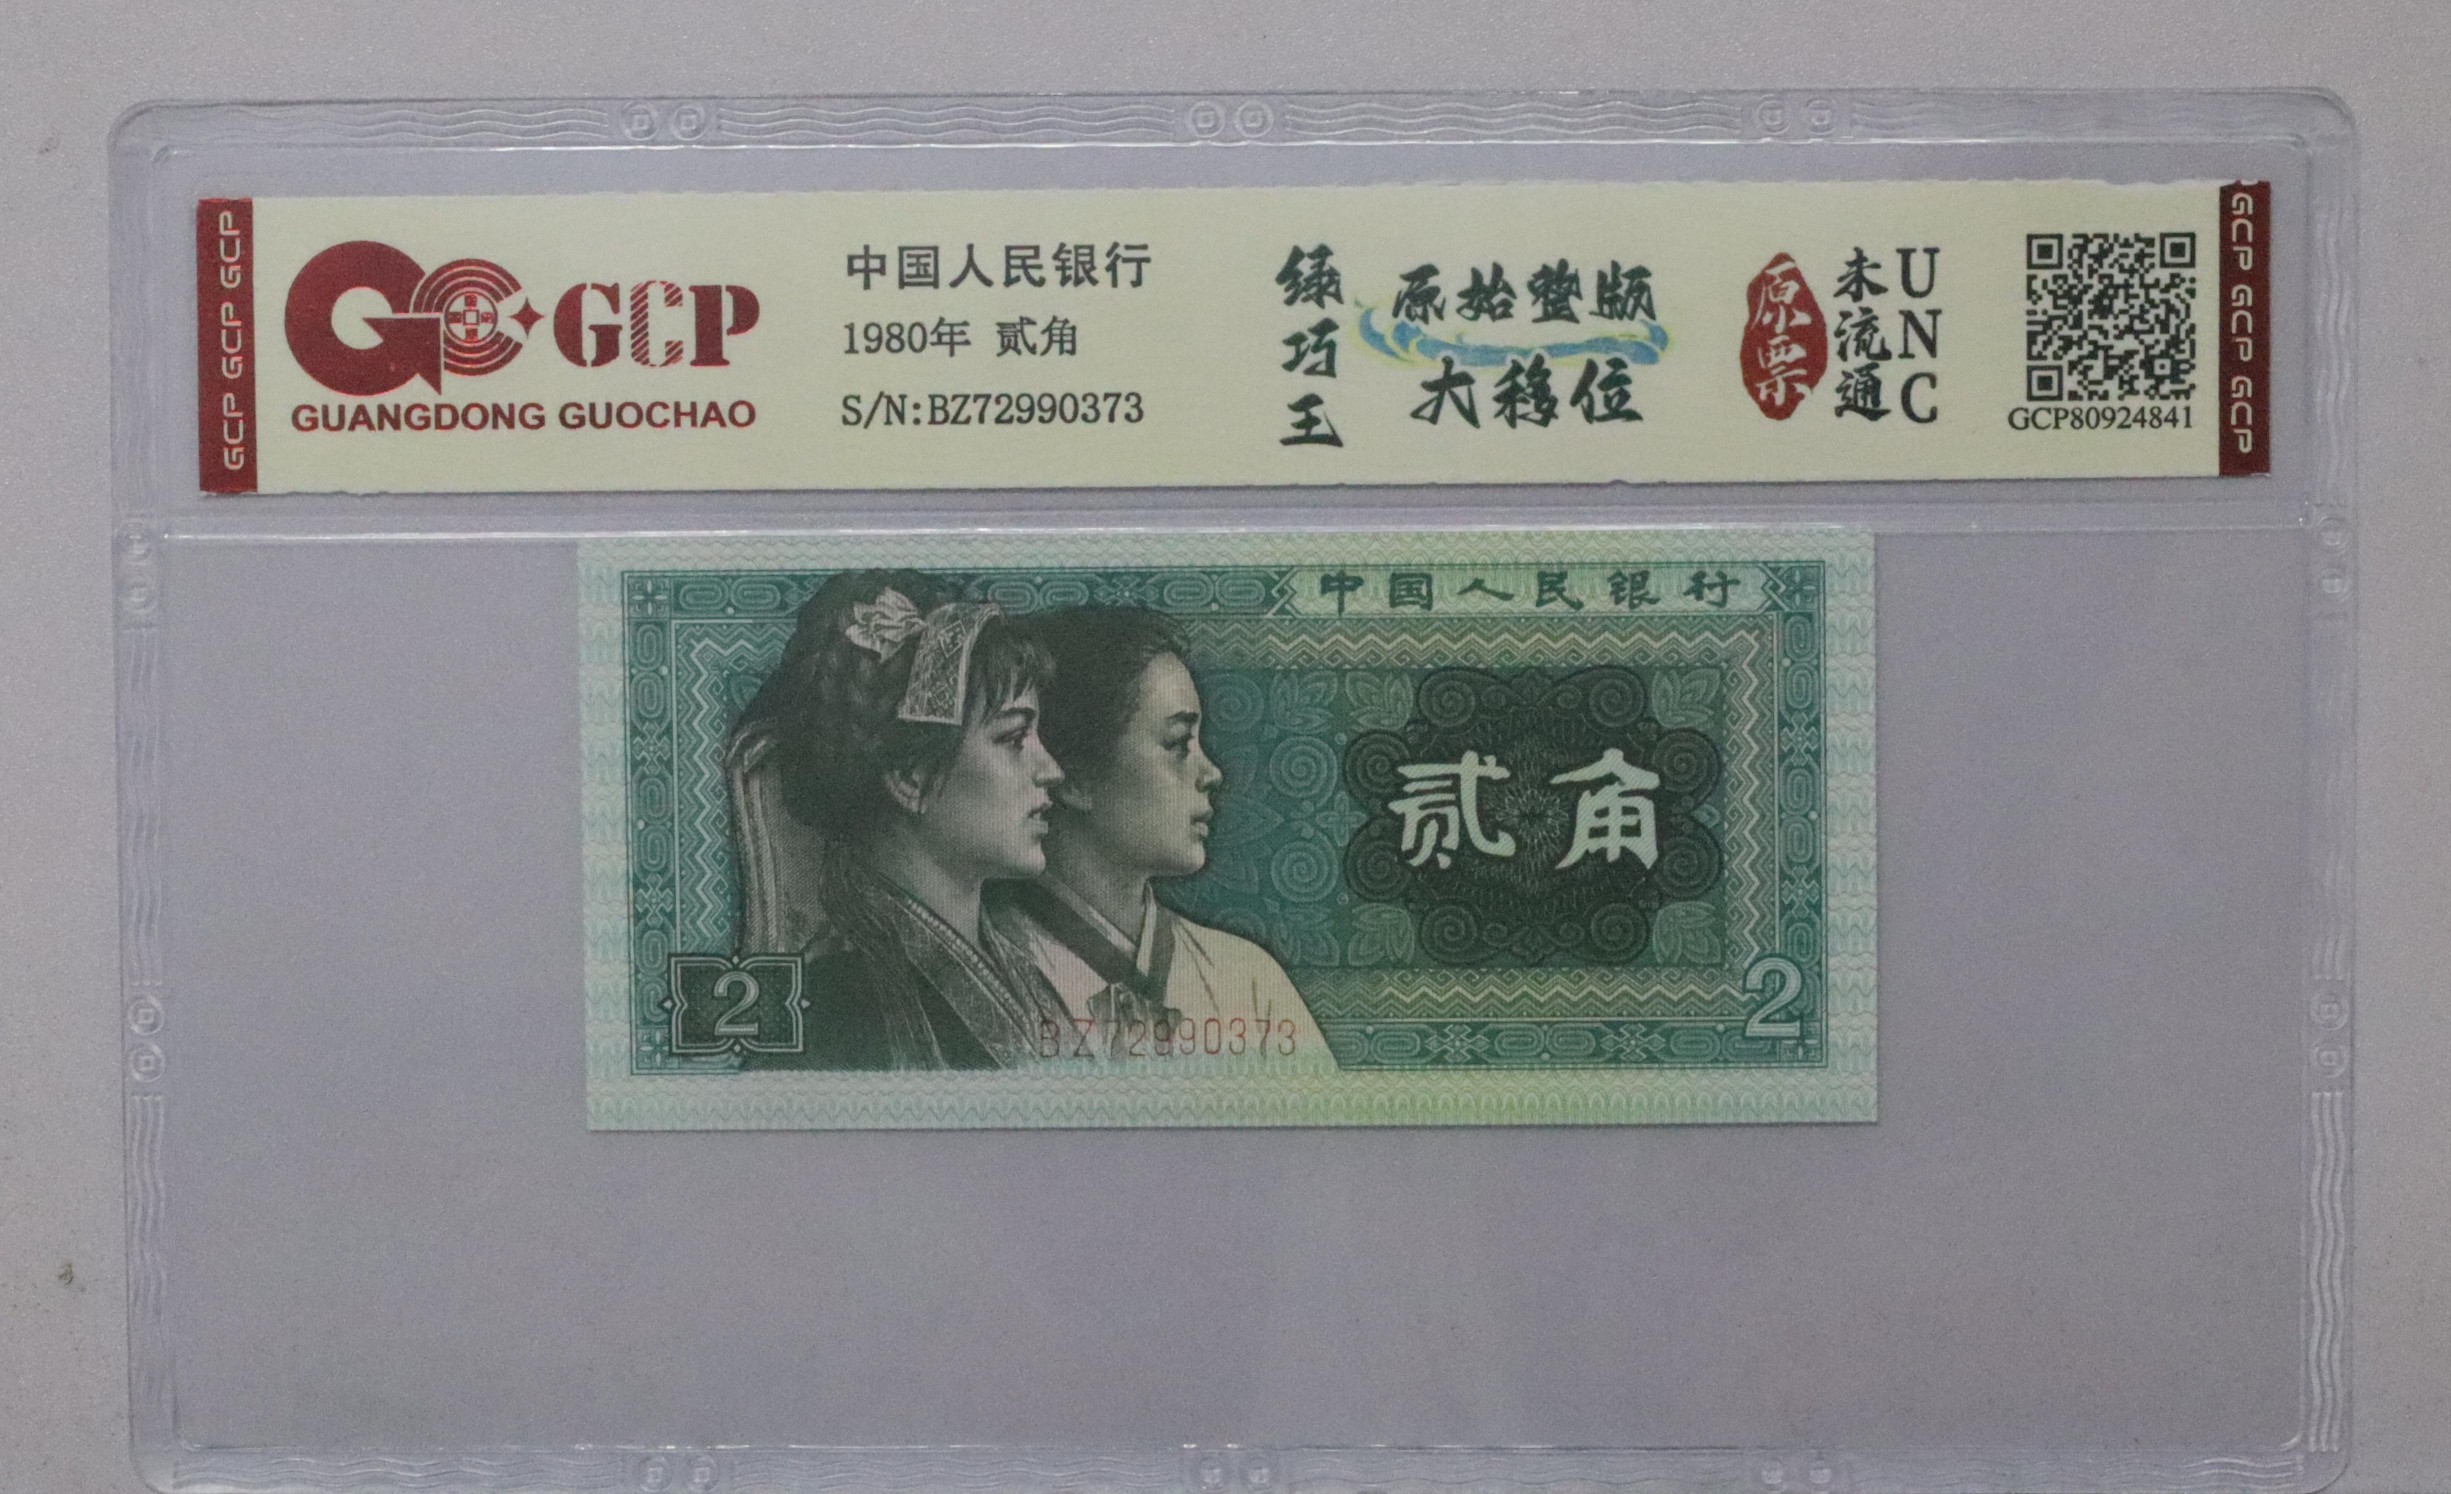 GCP GCP GCP
GCP
GUANGDONG GUOCHAO
中国人民银行
1980年 贰角
S/N:BZ72990373
绿巧王
原始整版
大移位
原票
未流通
UNC
GCP80924841
GCP GCP GCP
中国人民银行
贰角
2
2
BZ72990373